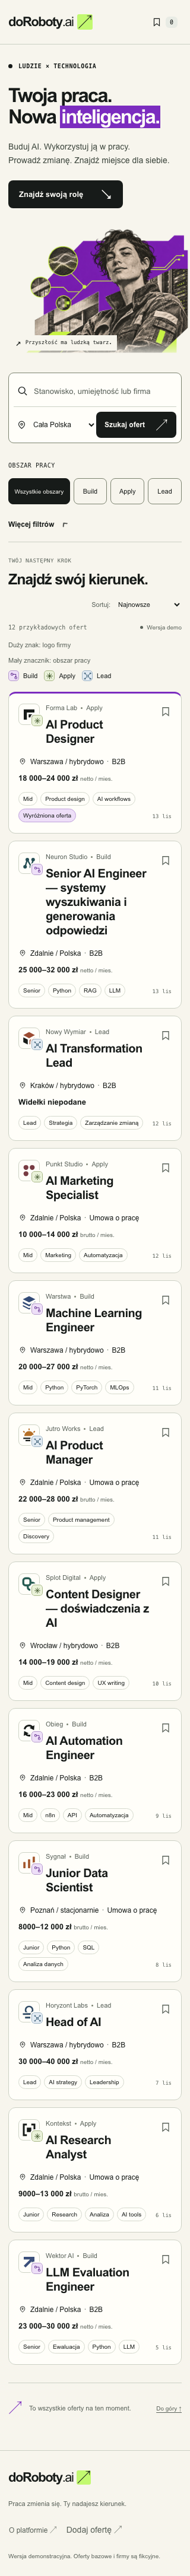 doRoboty.ai
0
LUDZIE × TECHNOLOGIA
Twoja praca.
Nowa inteligencja.
Buduj AI. Wykorzystuj ją w pracy.
Prowadź zmianę. Znajdź miejsce dla siebie.
Znajdź swoją rolę
Przyszłość ma ludzką twarz.
Stanowisko, umiejętność lub firma
Cała Polska
Szukaj ofert
OBSZAR PRACY
Wszystkie obszary
Build
Apply
Lead
Więcej filtrów
TWÓJ NASTĘPNY KROK
Znajdź swój kierunek.
Sortuj: Najnowsze
12 przykładowych ofert
Wersja demo
Duży znak: logo firmy
Mały znacznik: obszar pracy
Build Apply Lead
Forma Lab • Apply
AI Product
Designer
Warszawa / hybrydowo · B2B
18 000–24 000 zł netto / mies.
Mid Product design AI workflows
Wyróżniona oferta
13 lis
Neuron Studio • Build
Senior AI Engineer
— systemy
wyszukiwania i
generowania
odpowiedzi
Zdalnie / Polska · B2B
25 000–32 000 zł netto / mies.
Senior Python RAG LLM
13 lis
Nowy Wymiar • Lead
AI Transformation
Lead
Kraków / hybrydowo · B2B
Widełki niepodane
Lead Strategia Zarządzanie zmianą
12 lis
Punkt Studio • Apply
AI Marketing
Specialist
Zdalnie / Polska · Umowa o pracę
10 000–14 000 zł brutto / mies.
Mid Marketing Automatyzacja
12 lis
Warstwa • Build
Machine Learning
Engineer
Warszawa / hybrydowo · B2B
20 000–27 000 zł netto / mies.
Mid Python PyTorch MLOps
11 lis
Jutro Works • Lead
AI Product
Manager
Zdalnie / Polska · Umowa o pracę
22 000–28 000 zł brutto / mies.
Senior Product management
Discovery
11 lis
Splot Digital • Apply
Content Designer
— doświadczenia z
AI
Wrocław / hybrydowo · B2B
14 000–19 000 zł netto / mies.
Mid Content design UX writing
10 lis
Obieg • Build
AI Automation
Engineer
Zdalnie / Polska · B2B
16 000–23 000 zł netto / mies.
Mid n8n API Automatyzacja
9 lis
Sygnał • Build
Junior Data
Scientist
Poznań / stacjonarnie · Umowa o pracę
8000–12 000 zł brutto / mies.
Junior Python SQL
Analiza danych
8 lis
Horyzont Labs • Lead
Head of AI
Warszawa / hybrydowo · B2B
30 000–40 000 zł netto / mies.
Lead AI strategy Leadership
7 lis
Kontekst • Apply
AI Research
Analyst
Zdalnie / Polska · Umowa o pracę
9000–13 000 zł brutto / mies.
Junior Research Analiza AI tools
6 lis
Wektor AI • Build
LLM Evaluation
Engineer
Zdalnie / Polska · B2B
23 000–30 000 zł netto / mies.
Senior Ewaluacja Python LLM
5 lis
To wszystkie oferty na ten moment.
Do góry ↑
doRoboty.ai
Praca zmienia się. Ty nadajesz kierunek.
O platformie Dodaj ofertę
Wersja demonstracyjna. Oferty bazowe i firmy są fikcyjne.